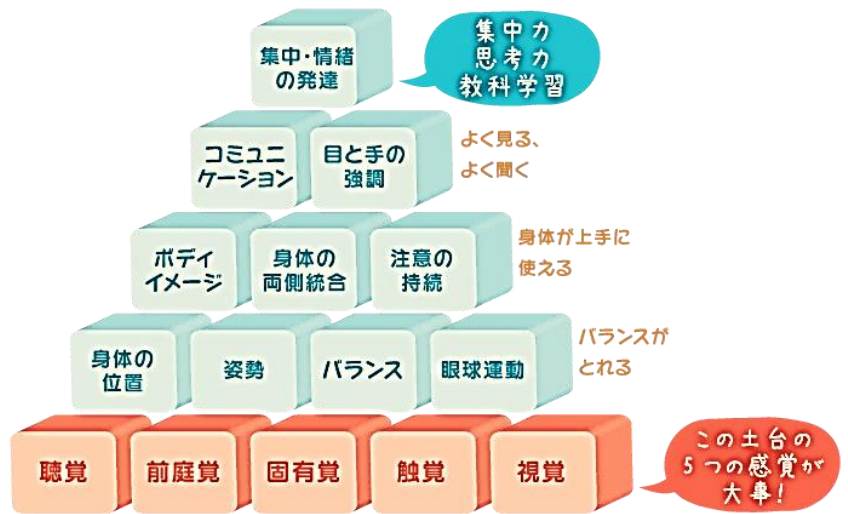 集中・情緒
の発達
集中力
思考力
教科学習
コミュニ
ケーション
目と手の
強調
よく見る、
よく聞く
ボディ
イメージ
身体の
両側統合
注意の
持続
身体が上手に
使える
身体の
位置
姿勢
バランス
眼球運動
バランスが
とれる
聴覚
前庭覚
固有覚
触覚
視覚
この土台の
5つの感覚が
大事!